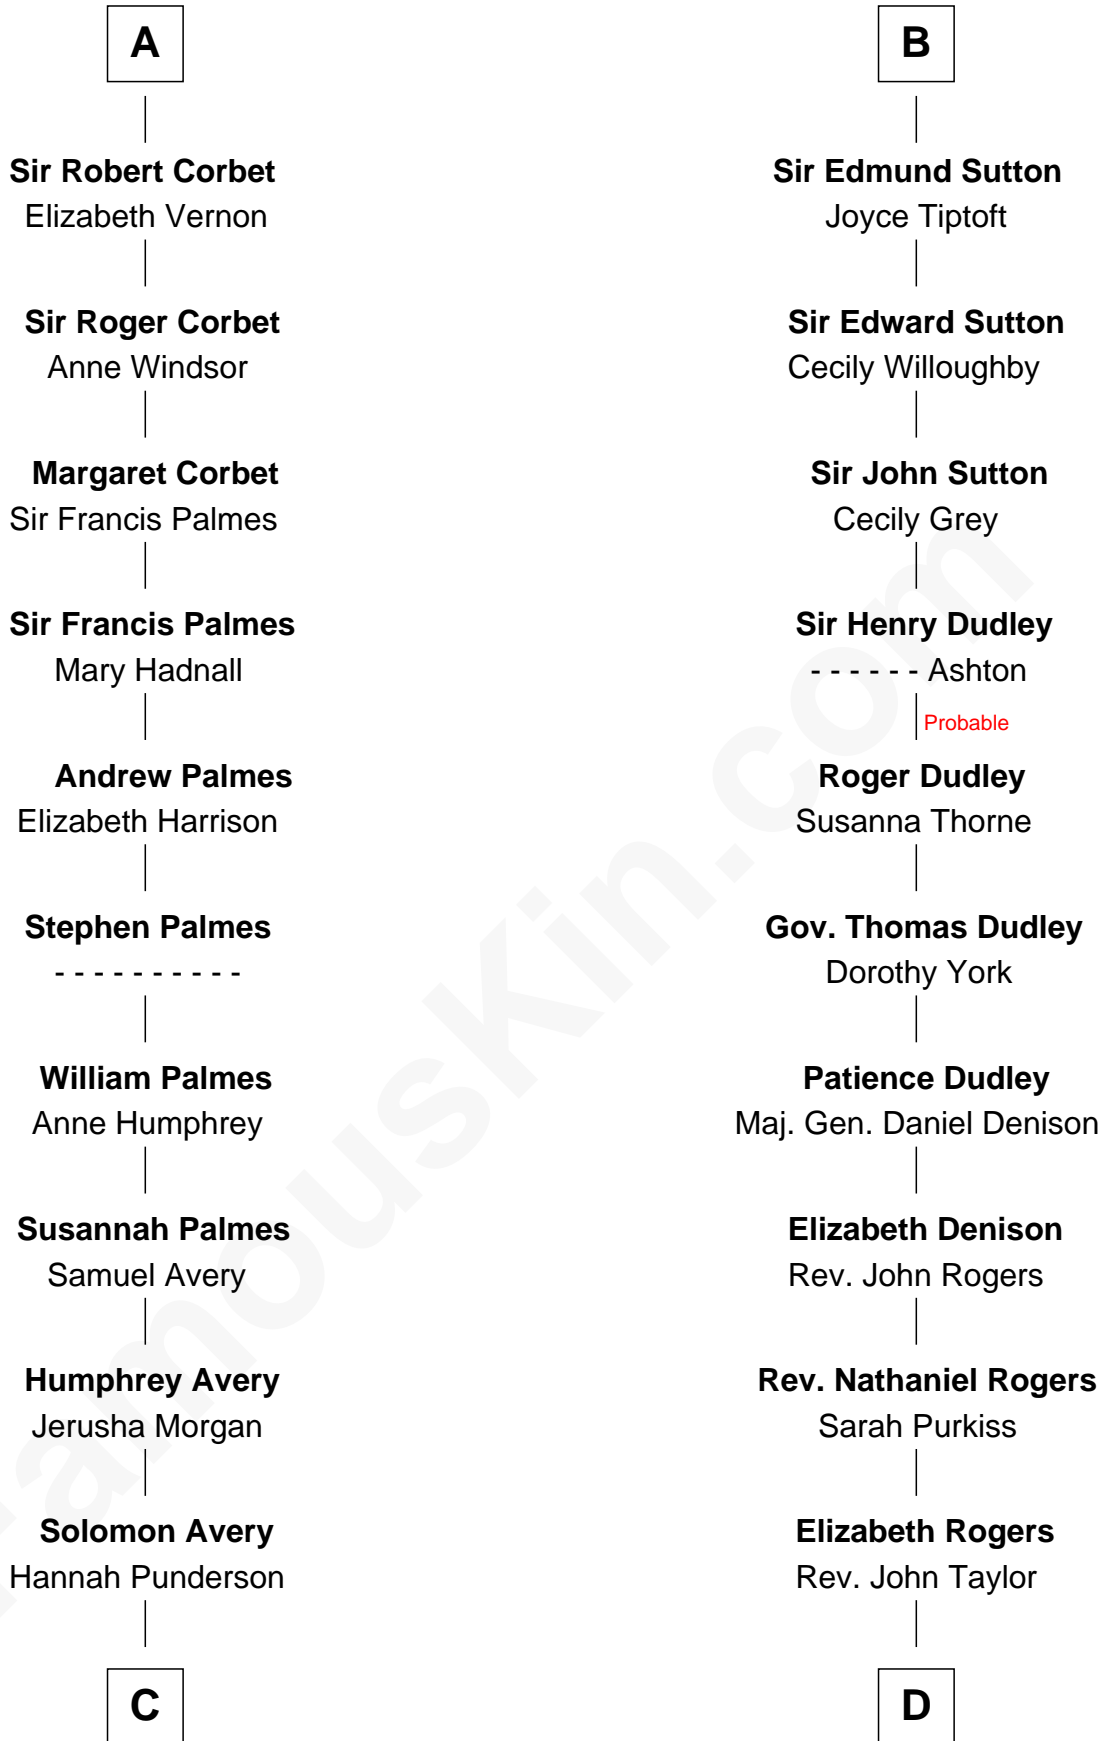 A
Sir Robert Corbet
Elizabeth Vernon
Sir Roger Corbet
Anne Windsor
Margaret Corbet
Sir Francis Palmes
Sir Francis Palmes
Mary Hadnall
Andrew Palmes
Elizabeth Harrison
Stephen Palmes
- - - - - - - - - -
William Palmes
Anne Humphrey
Susannah Palmes
Samuel Avery
Humphrey Avery
Jerusha Morgan
Solomon Avery
Hannah Punderson
C
B
Sir Edmund Sutton
Joyce Tiptoft
Sir Edward Sutton
Cecily Willoughby
Sir John Sutton
Cecily Grey
Sir Henry Dudley
- - - - - - Ashton
Probable
Roger Dudley
Susanna Thorne
Gov. Thomas Dudley
Dorothy York
Patience Dudley
Maj. Gen. Daniel Denison
Elizabeth Denison
Rev. John Rogers
Rev. Nathaniel Rogers
Sarah Purkiss
Elizabeth Rogers
Rev. John Taylor
D
FamousKin.com